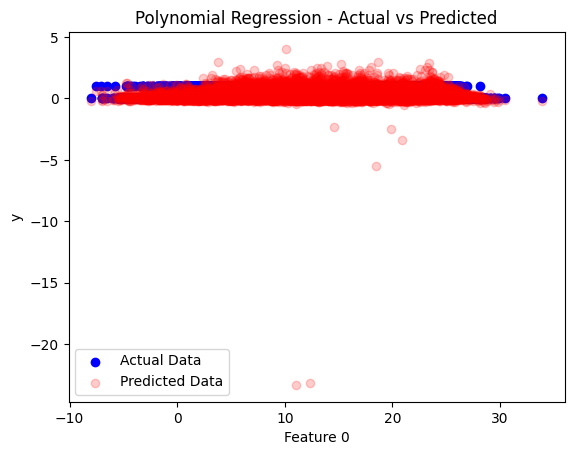 Polynomial Regression - Actual vs Predicted
5
0
−5
−10
−15
−20
y
Actual Data
Predicted Data
−10
0
10
20
30
Feature 0